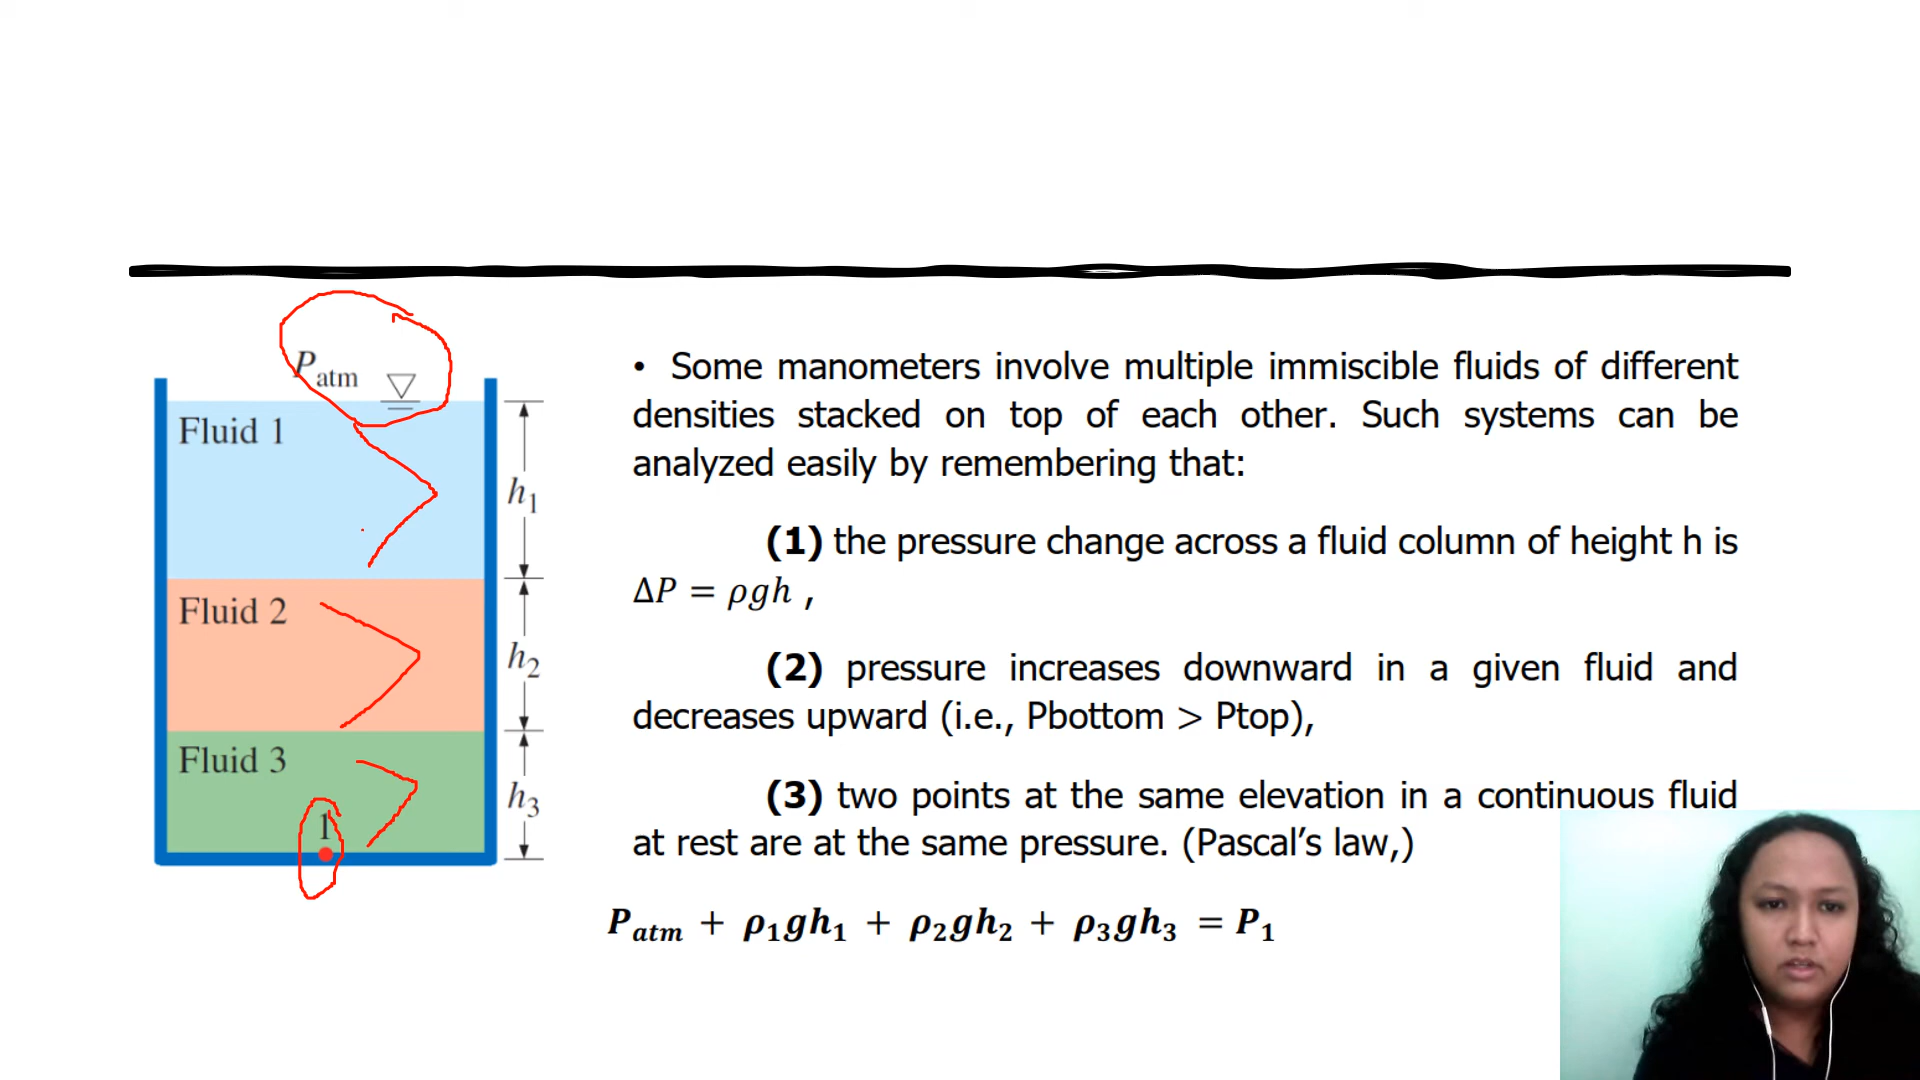 P_atm
Fluid 1
h₁
Fluid 2
h₂
Fluid 3
h₃
1
• Some manometers involve multiple immiscible fluids of different
densities stacked on top of each other. Such systems can be
analyzed easily by remembering that:
(1) the pressure change across a fluid column of height h is
ΔP = ρgh ,
(2) pressure increases downward in a given fluid and
decreases upward (i.e., Pbottom > Ptop),
(3) two points at the same elevation in a continuous fluid
at rest are at the same pressure. (Pascal’s law,)
P_atm + ρ₁gh₁ + ρ₂gh₂ + ρ₃gh₃ = P₁